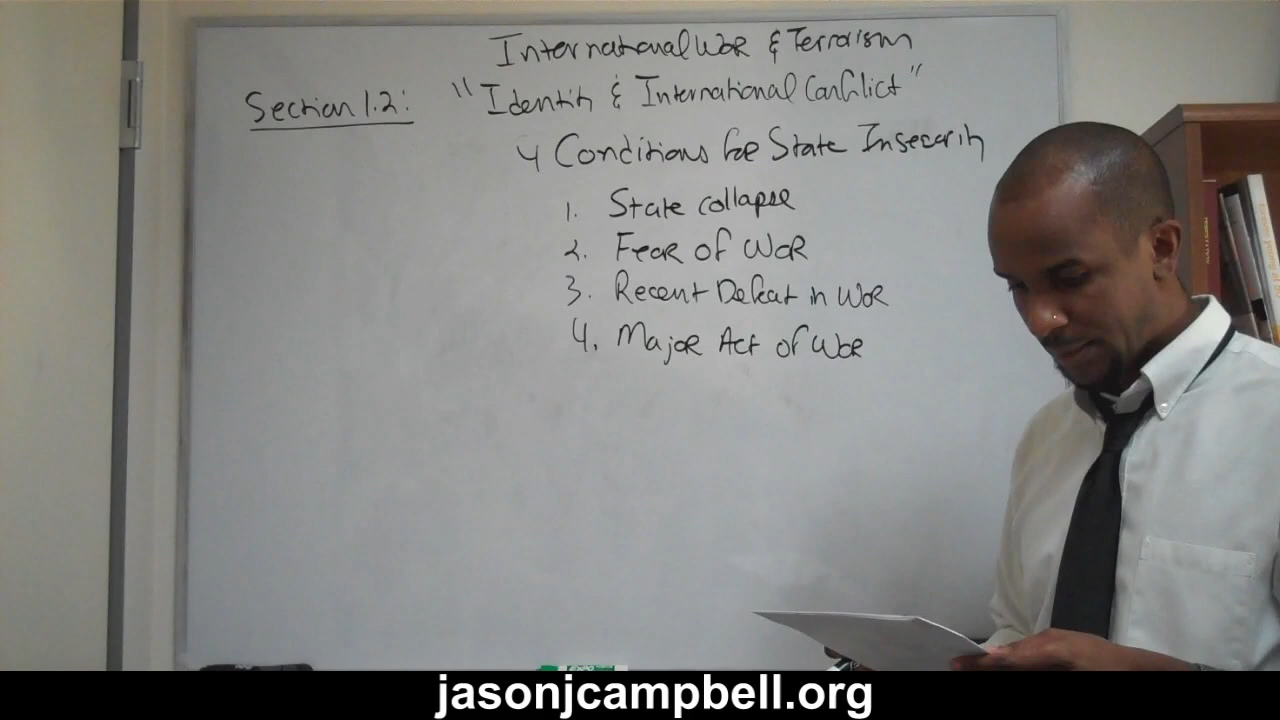 International War & Terrorism
Section 1.2: "Identity & International Conflict"
4 Conditions for State Insecurity
1. State collapse
2. Fear of War
3. Recent Defeat in War
4. Major Act of War
jasonjcampbell.org